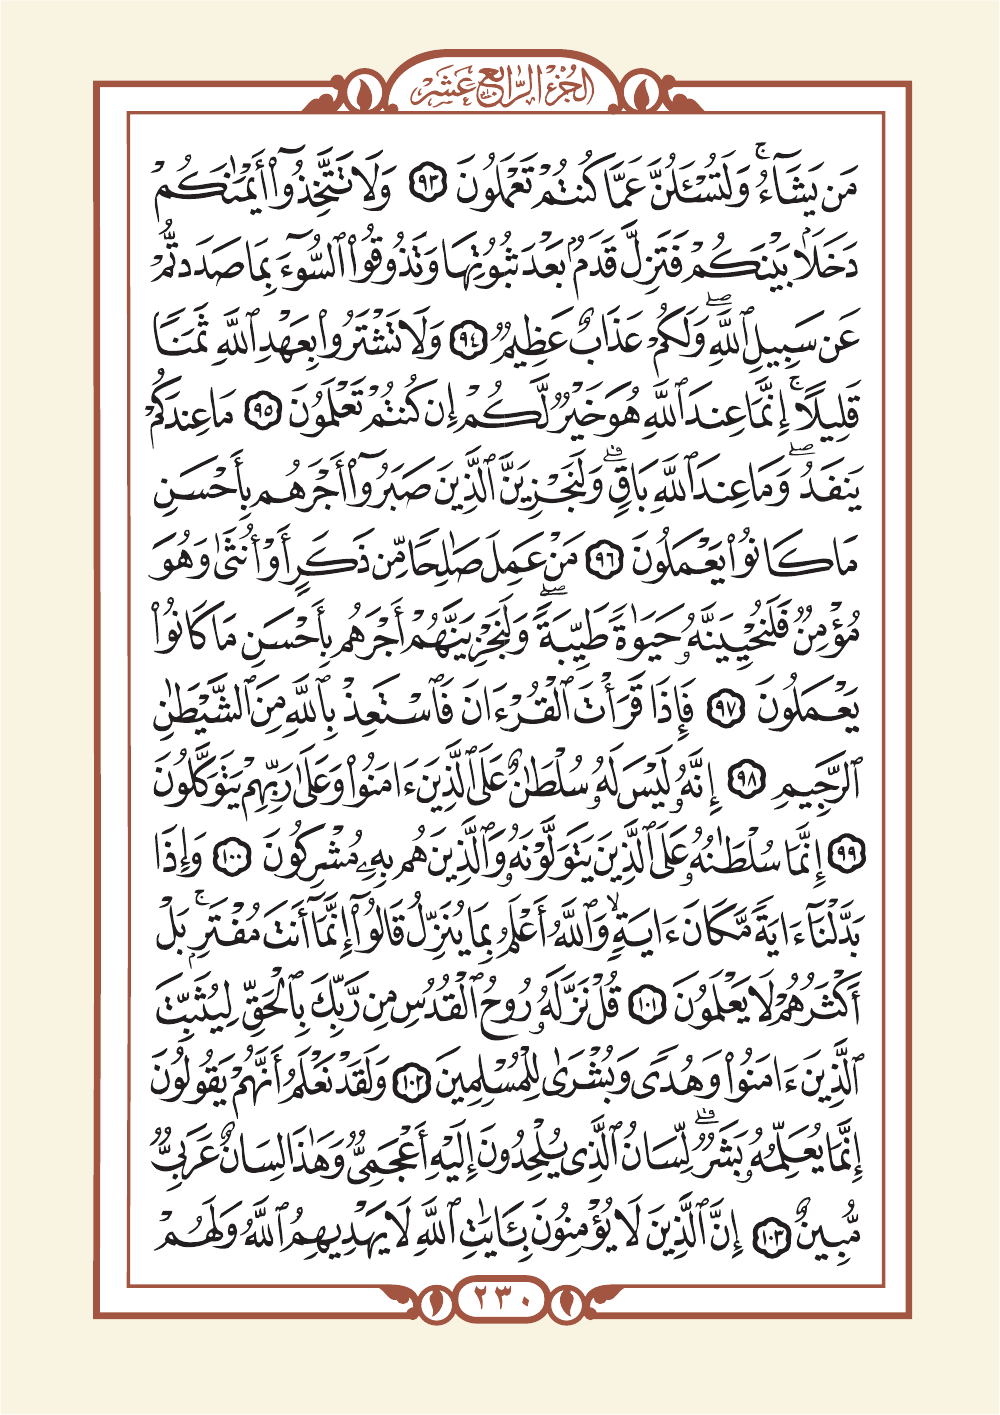 الجزء الرابع عشر
مَن يَشَآءُۚ وَلَتُسْـَٔلُنَّ عَمَّا كُنتُمْ تَعْمَلُونَ ٩٣ وَلَا تَتَّخِذُوٓا۟ أَيْمَٰنَكُمْ
دَخَلًۢا بَيْنَكُمْ فَتَزِلَّ قَدَمٌۢ بَعْدَ ثُبُوتِهَا وَتَذُوقُوا۟ ٱلسُّوٓءَ بِمَا صَدَدتُّمْ
عَن سَبِيلِ ٱللَّهِۖ وَلَكُمْ عَذَابٌ عَظِيمٌ ٩٤ وَلَا تَشْتَرُوا۟ بِعَهْدِ ٱللَّهِ ثَمَنًا
قَلِيلًاۚ إِنَّمَا عِندَ ٱللَّهِ هُوَ خَيْرٌ لَّكُمْ إِن كُنتُمْ تَعْلَمُونَ ٩٥ مَا عِندَكُمْ
يَنفَدُۖ وَمَا عِندَ ٱللَّهِ بَاقٍۗ وَلَنَجْزِيَنَّ ٱلَّذِينَ صَبَرُوٓا۟ أَجْرَهُم بِأَحْسَنِ
مَا كَانُوا۟ يَعْمَلُونَ ٩٦ مَنْ عَمِلَ صَٰلِحًا مِّن ذَكَرٍ أَوْ أُنثَىٰ وَهُوَ
مُؤْمِنٌ فَلَنُحْيِيَنَّهُۥ حَيَوٰةً طَيِّبَةًۖ وَلَنَجْزِيَنَّهُمْ أَجْرَهُم بِأَحْسَنِ مَا كَانُوا۟
يَعْمَلُونَ ٩٧ فَإِذَا قَرَأْتَ ٱلْقُرْءَانَ فَٱسْتَعِذْ بِٱللَّهِ مِنَ ٱلشَّيْطَٰنِ
ٱلرَّجِيمِ ٩٨ إِنَّهُۥ لَيْسَ لَهُۥ سُلْطَٰنٌ عَلَى ٱلَّذِينَ ءَامَنُوا۟ وَعَلَىٰ رَبِّهِمْ يَتَوَكَّلُونَ
٩٩ إِنَّمَا سُلْطَٰنُهُۥ عَلَى ٱلَّذِينَ يَتَوَلَّوْنَهُۥ وَٱلَّذِينَ هُم بِهِۦ مُشْرِكُونَ ١٠٠ وَإِذَا
بَدَّلْنَآ ءَايَةً مَّكَانَ ءَايَةٍۙ وَٱللَّهُ أَعْلَمُ بِمَا يُنَزِّلُ قَالُوٓا۟ إِنَّمَآ أَنتَ مُفْتَرٍۭۚ بَلْ
أَكْثَرُهُمْ لَا يَعْلَمُونَ ١٠١ قُلْ نَزَّلَهُۥ رُوحُ ٱلْقُدُسِ مِن رَّبِّكَ بِٱلْحَقِّ لِيُثَبِّتَ
ٱلَّذِينَ ءَامَنُوا۟ وَهُدًى وَبُشْرَىٰ لِلْمُسْلِمِينَ ١٠٢ وَلَقَدْ نَعْلَمُ أَنَّهُمْ يَقُولُونَ
إِنَّمَا يُعَلِّمُهُۥ بَشَرٌۗ لِّسَانُ ٱلَّذِى يُلْحِدُونَ إِلَيْهِ أَعْجَمِىٌّ وَهَٰذَا لِسَانٌ عَرَبِىٌّ
مُّبِينٌ ١٠٣ إِنَّ ٱلَّذِينَ لَا يُؤْمِنُونَ بِـَٔايَٰتِ ٱللَّهِ لَا يَهْدِيهِمُ ٱللَّهُ وَلَهُمْ
٢٣٠